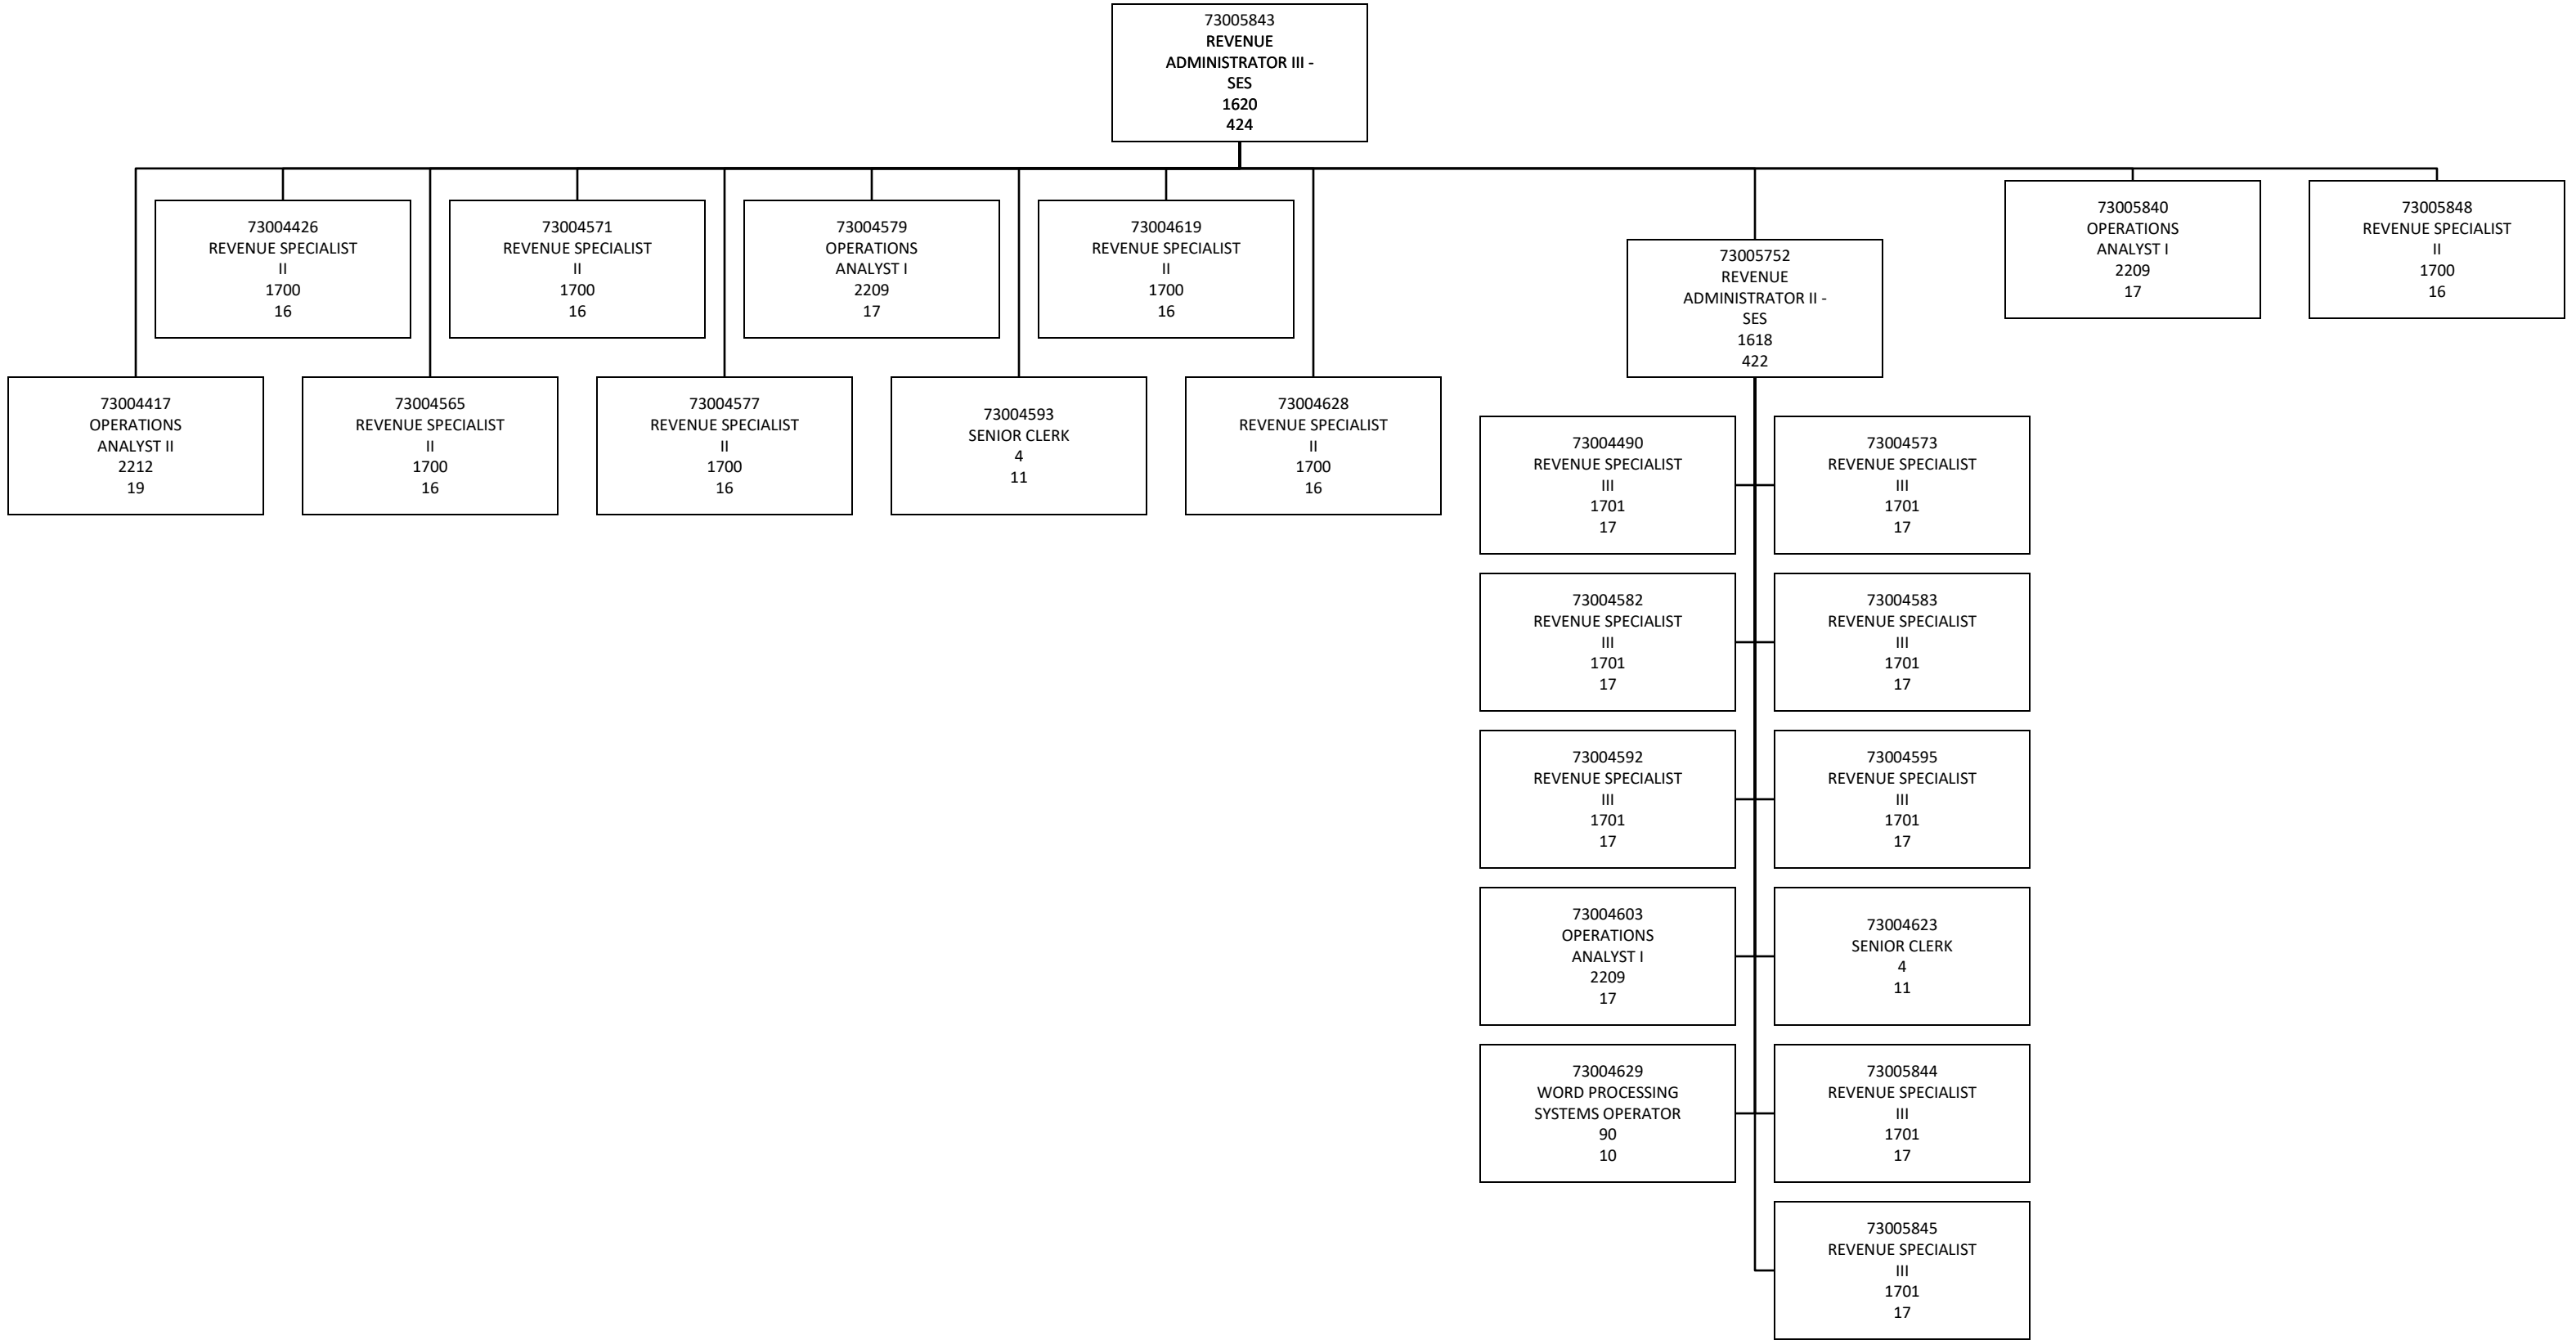 73005843
REVENUE
ADMINISTRATOR III -
SES
1620
424
73004426
REVENUE SPECIALIST
II
1700
16
73004571
REVENUE SPECIALIST
II
1700
16
73004579
OPERATIONS
ANALYST I
2209
17
73004619
REVENUE SPECIALIST
II
1700
16
73005752
REVENUE
ADMINISTRATOR II -
SES
1618
422
73005840
OPERATIONS
ANALYST I
2209
17
73005848
REVENUE SPECIALIST
II
1700
16
73004417
OPERATIONS
ANALYST II
2212
19
73004565
REVENUE SPECIALIST
II
1700
16
73004577
REVENUE SPECIALIST
II
1700
16
73004593
SENIOR CLERK
4
11
73004628
REVENUE SPECIALIST
II
1700
16
73004490
REVENUE SPECIALIST
III
1701
17
73004573
REVENUE SPECIALIST
III
1701
17
73004582
REVENUE SPECIALIST
III
1701
17
73004583
REVENUE SPECIALIST
III
1701
17
73004592
REVENUE SPECIALIST
III
1701
17
73004595
REVENUE SPECIALIST
III
1701
17
73004603
OPERATIONS
ANALYST I
2209
17
73004623
SENIOR CLERK
4
11
73004629
WORD PROCESSING
SYSTEMS OPERATOR
90
10
73005844
REVENUE SPECIALIST
III
1701
17
73005845
REVENUE SPECIALIST
III
1701
17